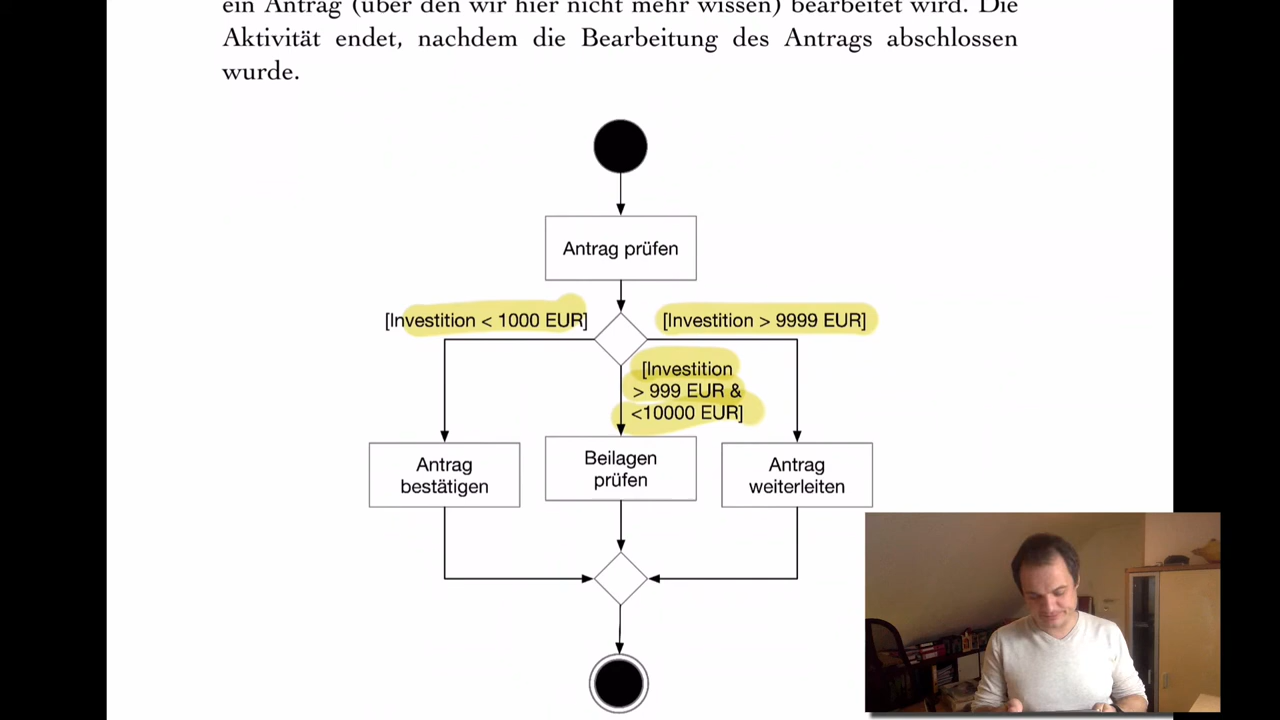 ein Antrag (über den wir hier nicht mehr wissen) bearbeitet wird. Die
Aktivität endet, nachdem die Bearbeitung des Antrags abschlossen
wurde.
Antrag prüfen
[Investition < 1000 EUR]
[Investition > 9999 EUR]
[Investition
> 999 EUR &
<10000 EUR]
Antrag
bestätigen
Beilagen
prüfen
Antrag
weiterleiten